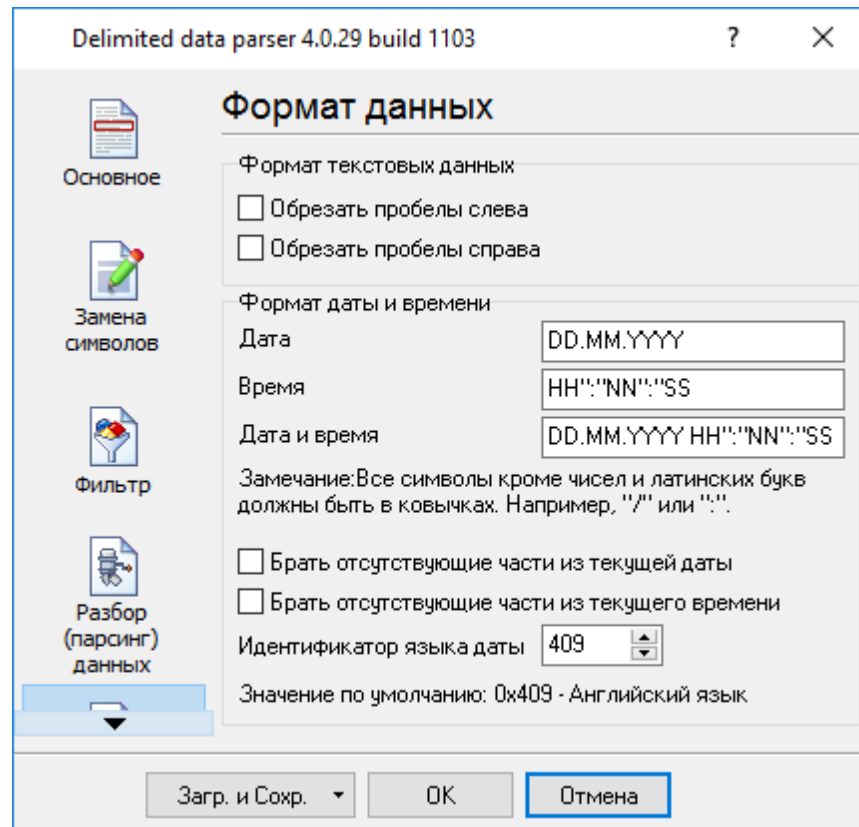 Delimited data parser 4.0.29 build 1103
?
Основное
Замена
символов
Фильтр
Разбор
(парсинг)
данных
Формат данных
Формат текстовых данных
Обрезать пробелы слева
Обрезать пробелы справа
Формат даты и времени
Дата
DD.MM.YYYY
Время
HH":"NN":"SS
Дата и время
DD.MM.YYYY HH":"NN":"SS
Замечание:Все символы кроме чисел и латинских букв
должны быть в ковычках. Например, "/" или ":".
Брать отсутствующие части из текущей даты
Брать отсутствующие части из текущего времени
Идентификатор языка даты
409
Значение по умолчанию: 0x409 - Английский язык
Загр. и Сохр.
OK
Отмена